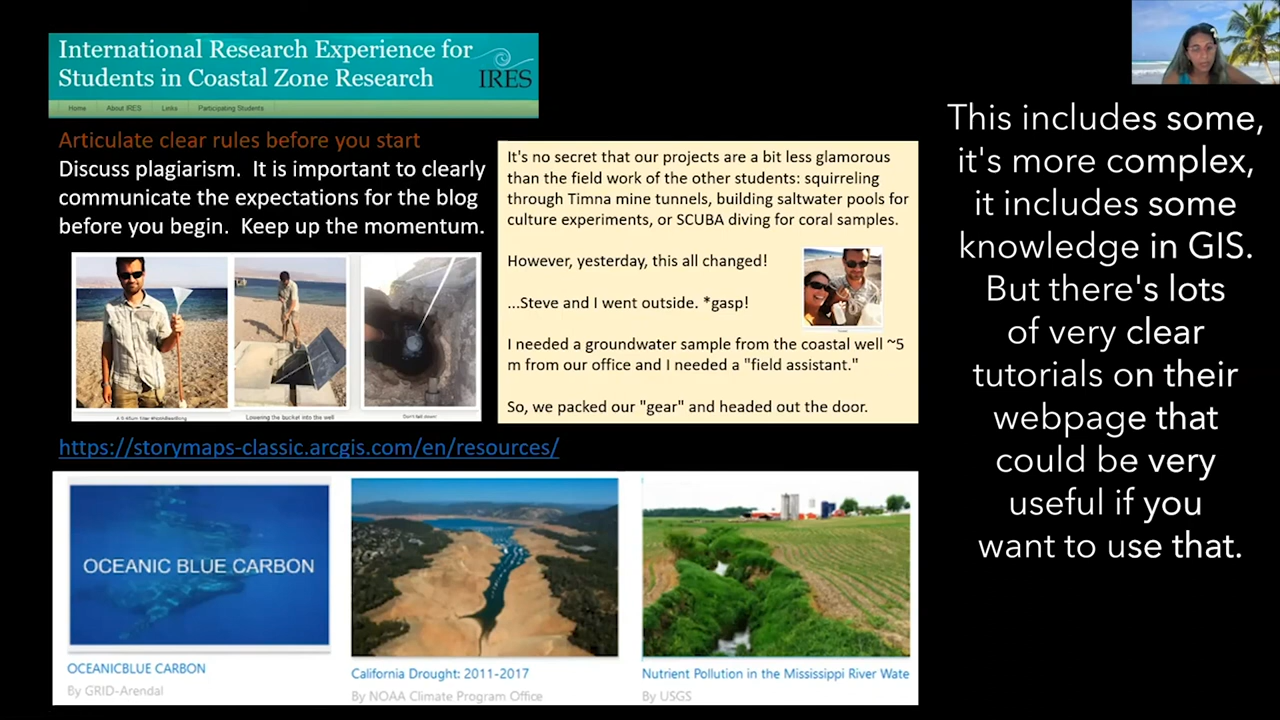 International Research Experience for
Students in Coastal Zone Research
IRES
Home About IRES Links Participating Students
Articulate clear rules before you start
Discuss plagiarism. It is important to clearly
communicate the expectations for the blog
before you begin. Keep up the momentum.
Lowering the bucket into the well
Don't fall down!
It's no secret that our projects are a bit less glamorous
than the field work of the other students: squirreling
through Timna mine tunnels, building saltwater pools for
culture experiments, or SCUBA diving for coral samples.
However, yesterday, this all changed!
...Steve and I went outside. *gasp!
I needed a groundwater sample from the coastal well ~5
m from our office and I needed a "field assistant."
So, we packed our "gear" and headed out the door.
https://storymaps-classic.arcgis.com/en/resources/
OCEANIC BLUE CARBON
OCEANICBLUE CARBON
By GRID-Arendal
California Drought: 2011-2017
By NOAA Climate Program Office
Nutrient Pollution in the Mississippi River Wate
By USGS
This includes some,
it's more complex,
it includes some
knowledge in GIS.
But there's lots
of very clear
tutorials on their
webpage that
could be very
useful if you
want to use that.